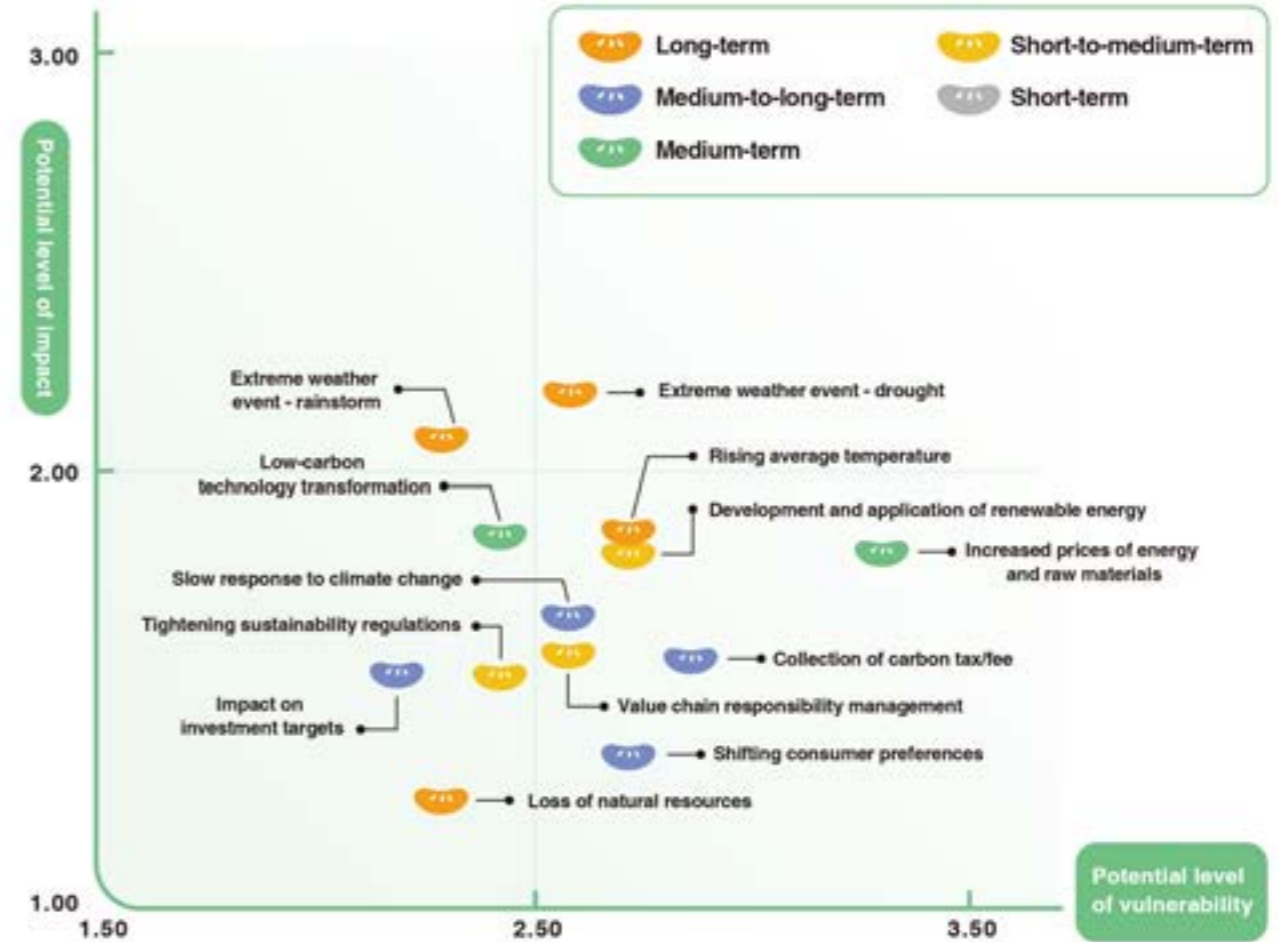 3.00
Potential level of impact
2.00
1.00
1.50
2.50
3.50
Potential level
of vulnerability
Long-term
Medium-to-long-term
Medium-term
Short-to-medium-term
Short-term
Extreme weather
event - rainstorm
Extreme weather event - drought
Low-carbon
technology transformation
Rising average temperature
Development and application of renewable energy
Increased prices of energy
and raw materials
Slow response to climate change
Tightening sustainability regulations
Collection of carbon tax/fee
Impact on
investment targets
Value chain responsibility management
Shifting consumer preferences
Loss of natural resources